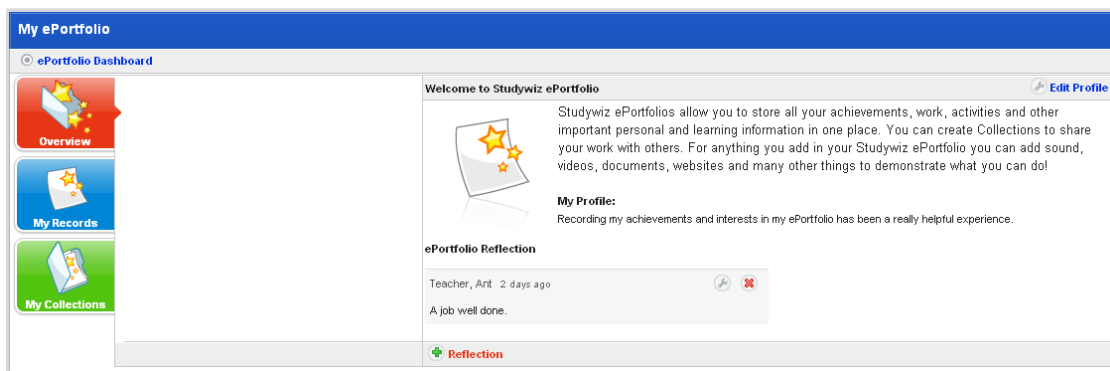 My ePortfolio
ePortfolio Dashboard
Overview
My Records
My Collections
Welcome to Studywiz ePortfolio
Edit Profile
Studywiz ePortfolios allow you to store all your achievements, work, activities and other
important personal and learning information in one place. You can create Collections to share
your work with others. For anything you add in your Studywiz ePortfolio you can add sound,
videos, documents, websites and many other things to demonstrate what you can do!
My Profile:
Recording my achievements and interests in my ePortfolio has been a really helpful experience.
ePortfolio Reflection
Teacher, Ant 2 days ago
A job well done.
Reflection